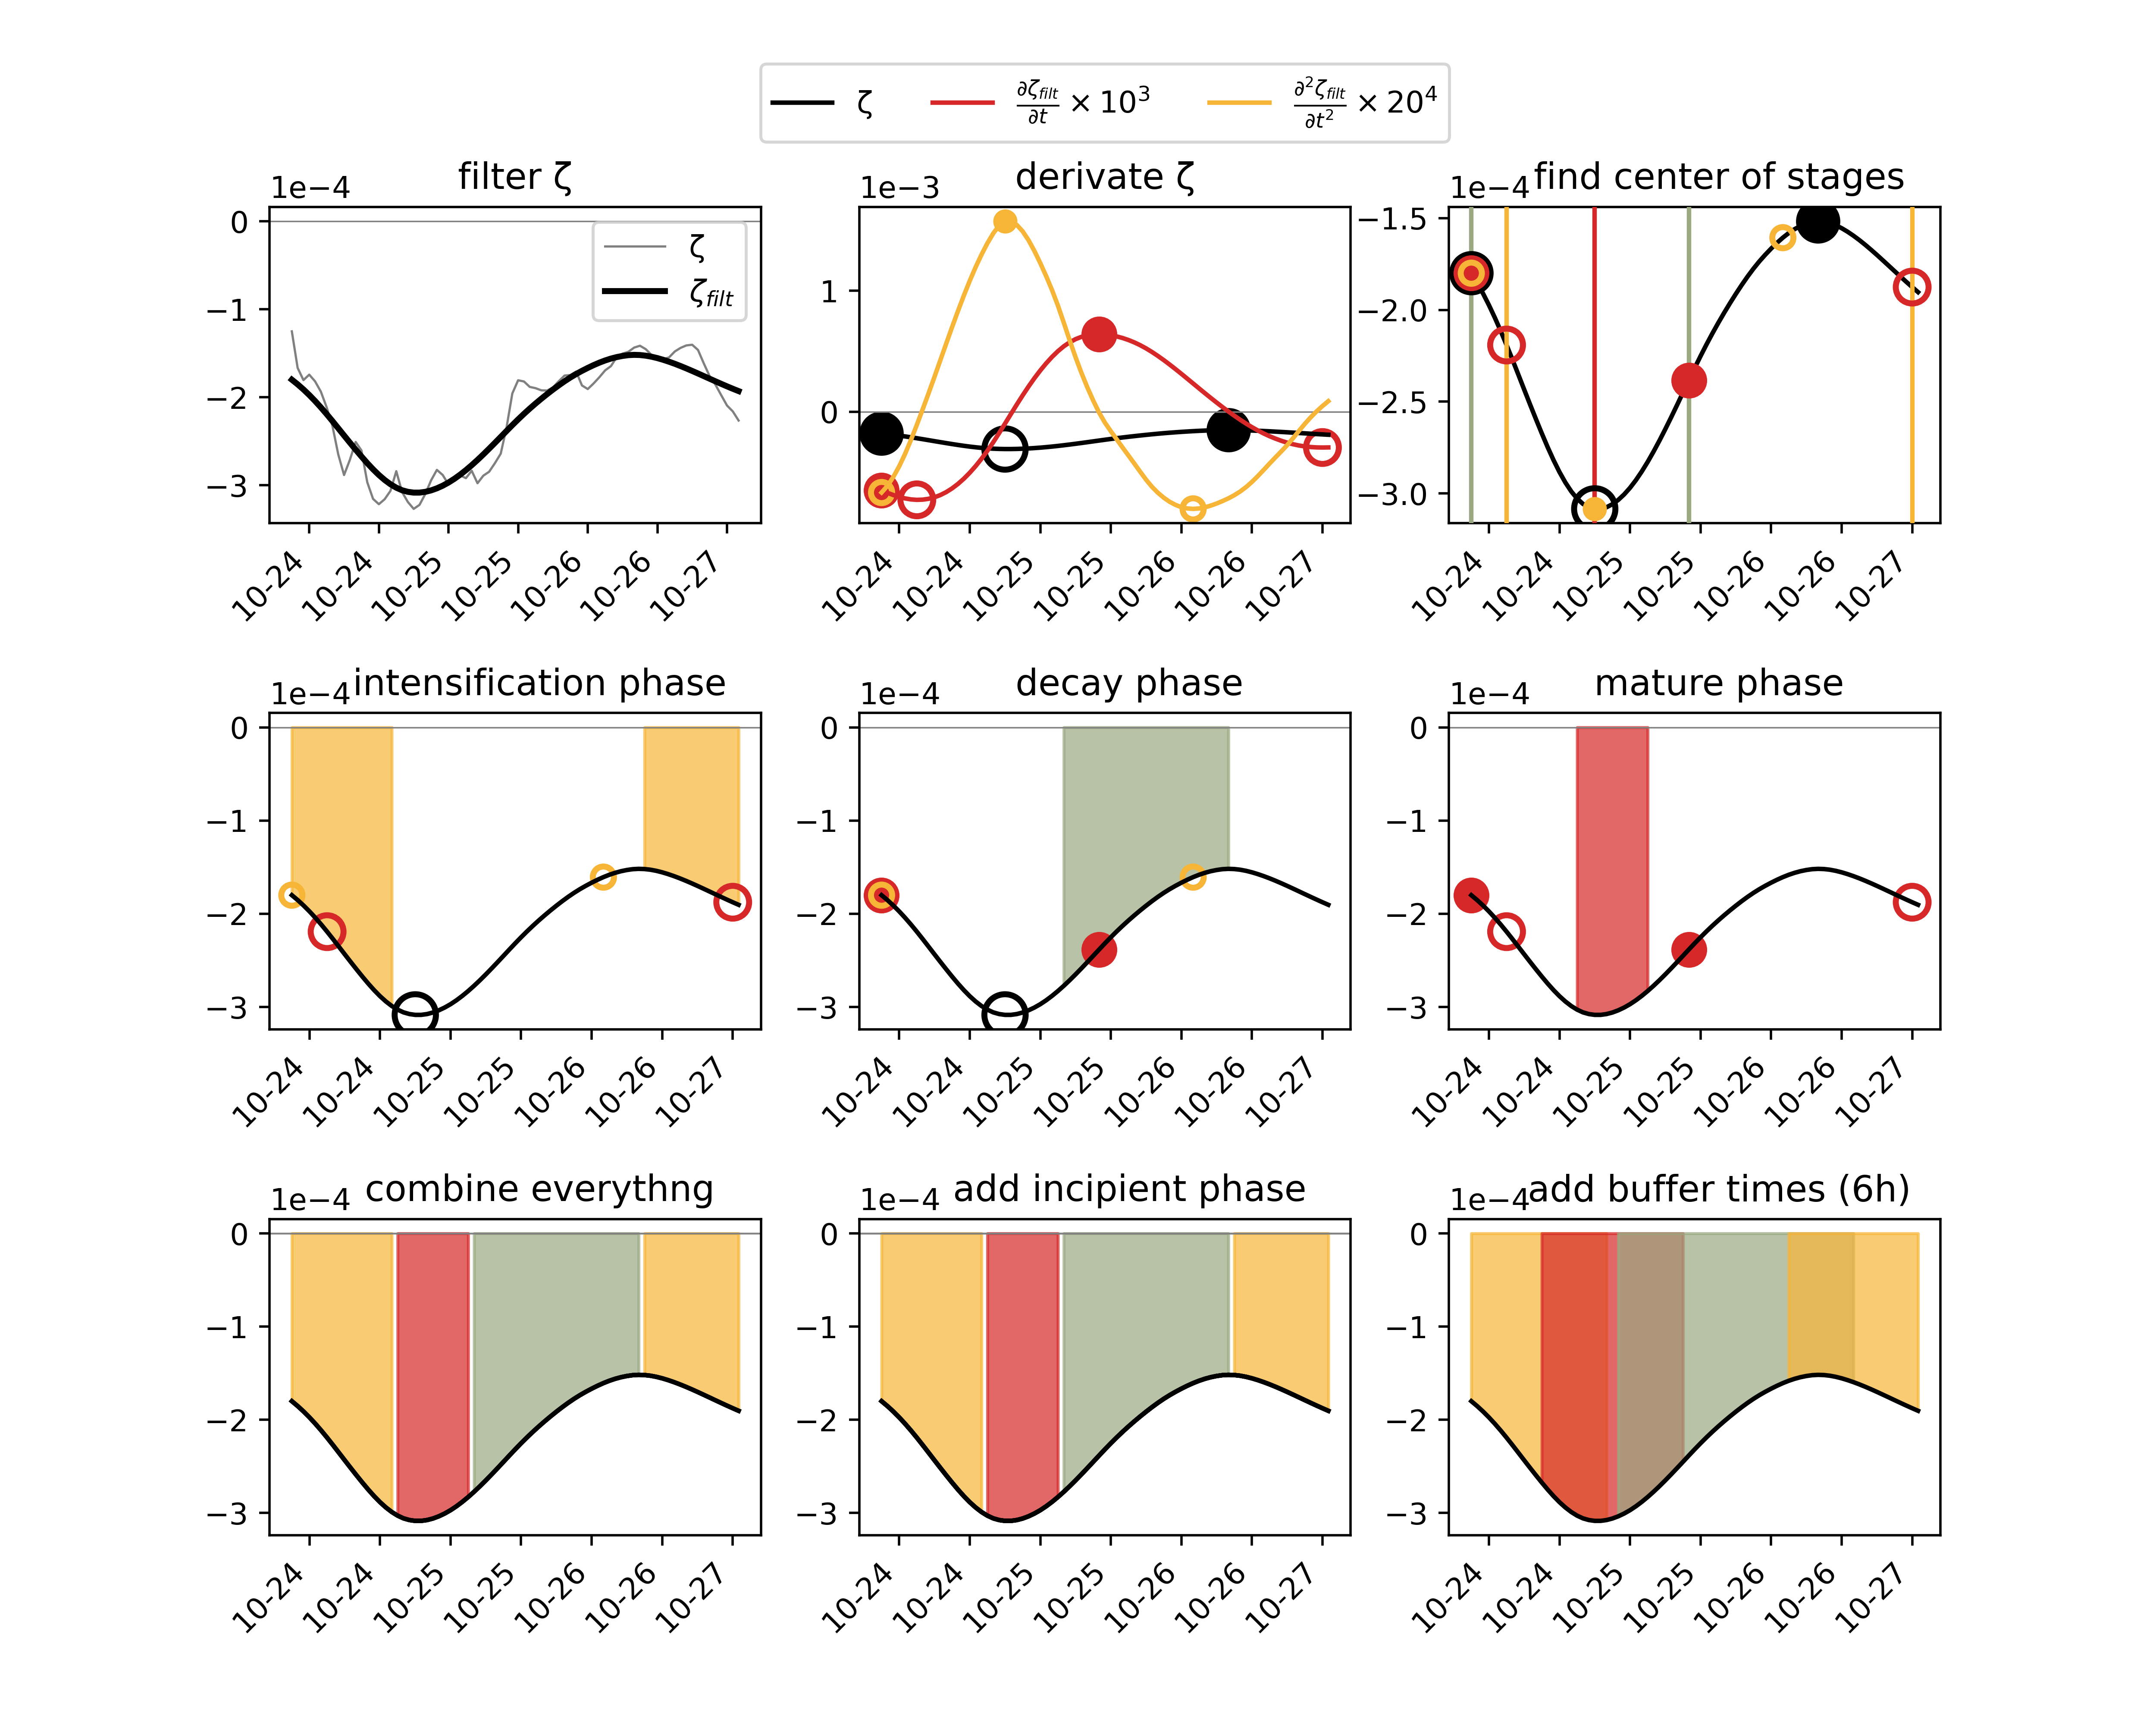 ζ ∂ζ_filt/∂t × 10³ ∂²ζ_filt/∂t² × 20⁴
filter ζ
1e−4
0
−1
−2
−3
ζ
ζ_filt
10-24 10-24 10-25 10-25 10-26 10-26 10-27
derivate ζ
1e−3
1
0
10-24 10-24 10-25 10-25 10-26 10-26 10-27
find center of stages
1e−4
−1.5
−2.0
−2.5
−3.0
10-24 10-24 10-25 10-25 10-26 10-26 10-27
intensification phase
1e−4
0
−1
−2
−3
10-24 10-24 10-25 10-25 10-26 10-26 10-27
decay phase
1e−4
0
−1
−2
−3
10-24 10-24 10-25 10-25 10-26 10-26 10-27
mature phase
1e−4
0
−1
−2
−3
10-24 10-24 10-25 10-25 10-26 10-26 10-27
combine everythng
1e−4
0
−1
−2
−3
10-24 10-24 10-25 10-25 10-26 10-26 10-27
add incipient phase
1e−4
0
−1
−2
−3
10-24 10-24 10-25 10-25 10-26 10-26 10-27
add buffer times (6h)
1e−4
0
−1
−2
−3
10-24 10-24 10-25 10-25 10-26 10-26 10-27